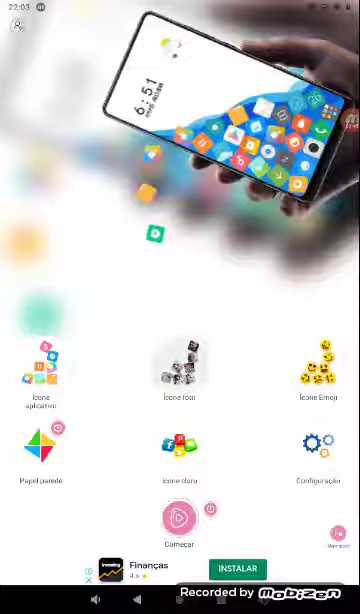 22:03
6:51
Ícone
aplicativo
Ícone foto
Ícone Emoji
Papel parede
Ícone claro
Configuração
Começar
Investing
Finanças
4.6
INSTALAR
Recorded by mobizen